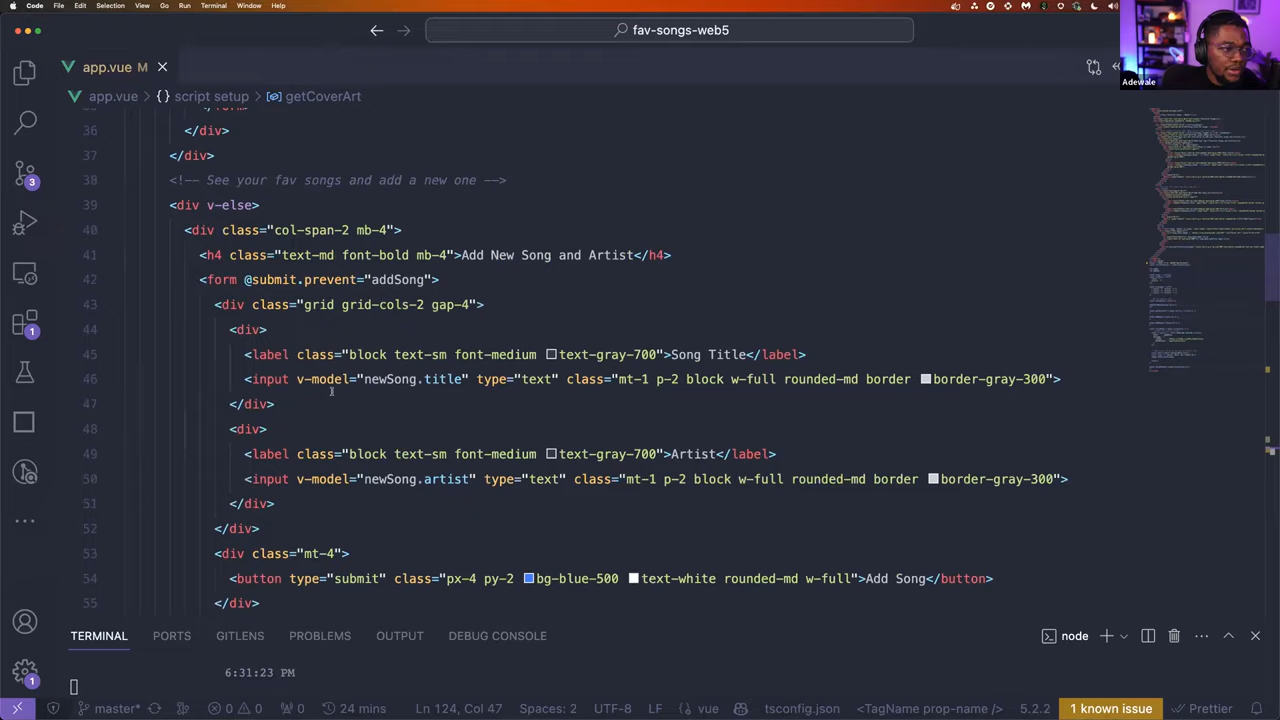 Code File Edit Selection View Go Run Terminal Window Help
fav-songs-web5
Adewale
app.vue M
app.vue > {} script setup > getCoverArt
36 </div>
37 </div>
38 <!-- See your fav songs and add a new one -->
39 <div v-else>
40 <div class="col-span-2 mb-4">
41 <h4 class="text-md font-bold mb-4">Add New Song and Artist</h4>
42 <form @submit.prevent="addSong">
43 <div class="grid grid-cols-2 gap-4">
44 <div>
45 <label class="block text-sm font-medium text-gray-700">Song Title</label>
46 <input v-model="newSong.title" type="text" class="mt-1 p-2 block w-full rounded-md border border-gray-300">
47 </div>
48 <div>
49 <label class="block text-sm font-medium text-gray-700">Artist</label>
50 <input v-model="newSong.artist" type="text" class="mt-1 p-2 block w-full rounded-md border border-gray-300">
51 </div>
52 </div>
53 <div class="mt-4">
54 <button type="submit" class="px-4 py-2 bg-blue-500 text-white rounded-md w-full">Add Song</button>
55 </div>
3
1
TERMINAL PORTS GITLENS PROBLEMS OUTPUT DEBUG CONSOLE
node
6:31:23 PM
1
master* 0 0 0 24 mins Ln 124, Col 47 Spaces: 2 UTF-8 LF {} vue tsconfig.json <TagName prop-name /> 5.2.2 1 known issue Prettier